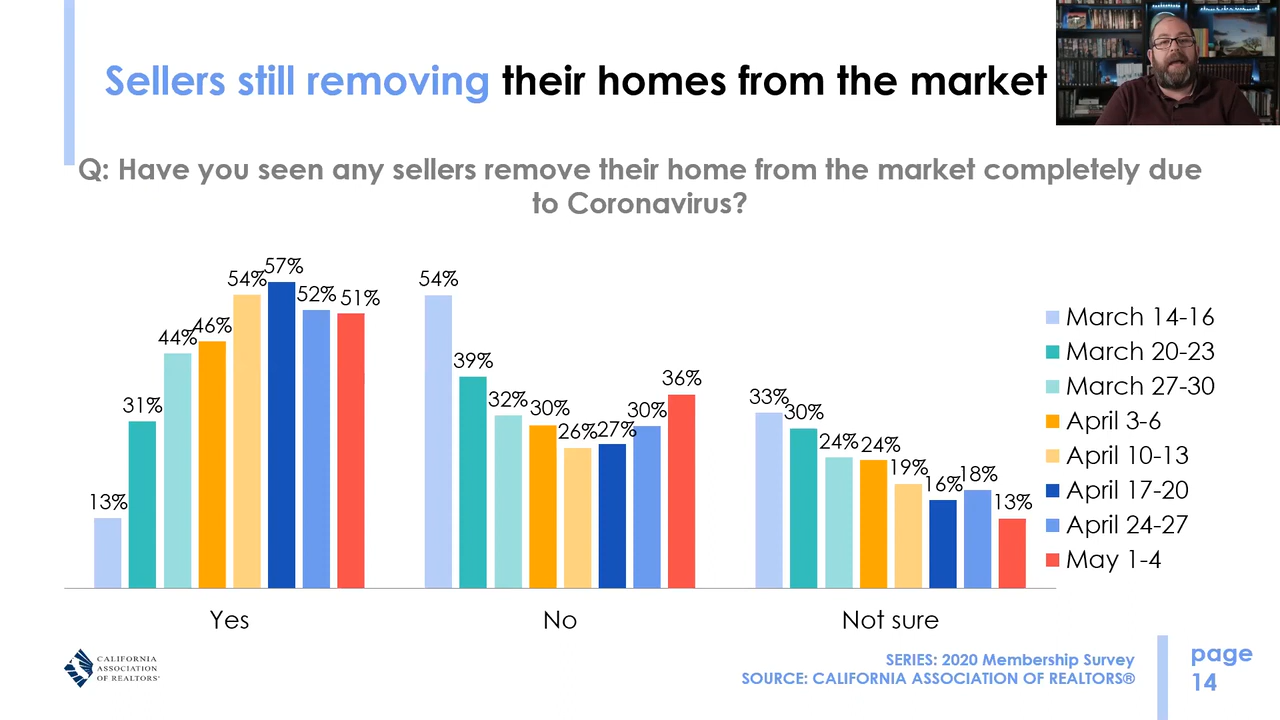 Sellers still removing their homes from the market
Q: Have you seen any sellers remove their home from the market completely due
to Coronavirus?
13%
31%
44%
46%
54%
57%
52%
51%
54%
39%
32%
30%
26%
27%
30%
36%
33%
30%
24%
24%
19%
16%
18%
13%
Yes
No
Not sure
March 14-16
March 20-23
March 27-30
April 3-6
April 10-13
April 17-20
April 24-27
May 1-4
CALIFORNIA
ASSOCIATION
OF REALTORS®
SERIES: 2020 Membership Survey
SOURCE: CALIFORNIA ASSOCIATION OF REALTORS®
page
14